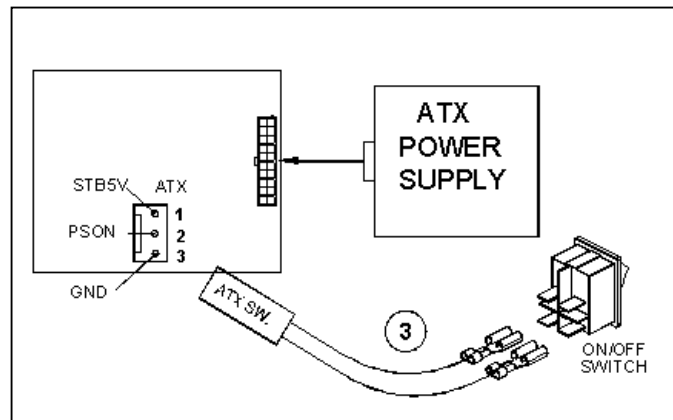 ATX
POWER
SUPPLY
STB5V ATX
1
PSON 2
3
GND
ATX SW.
3
ON/OFF
SWITCH